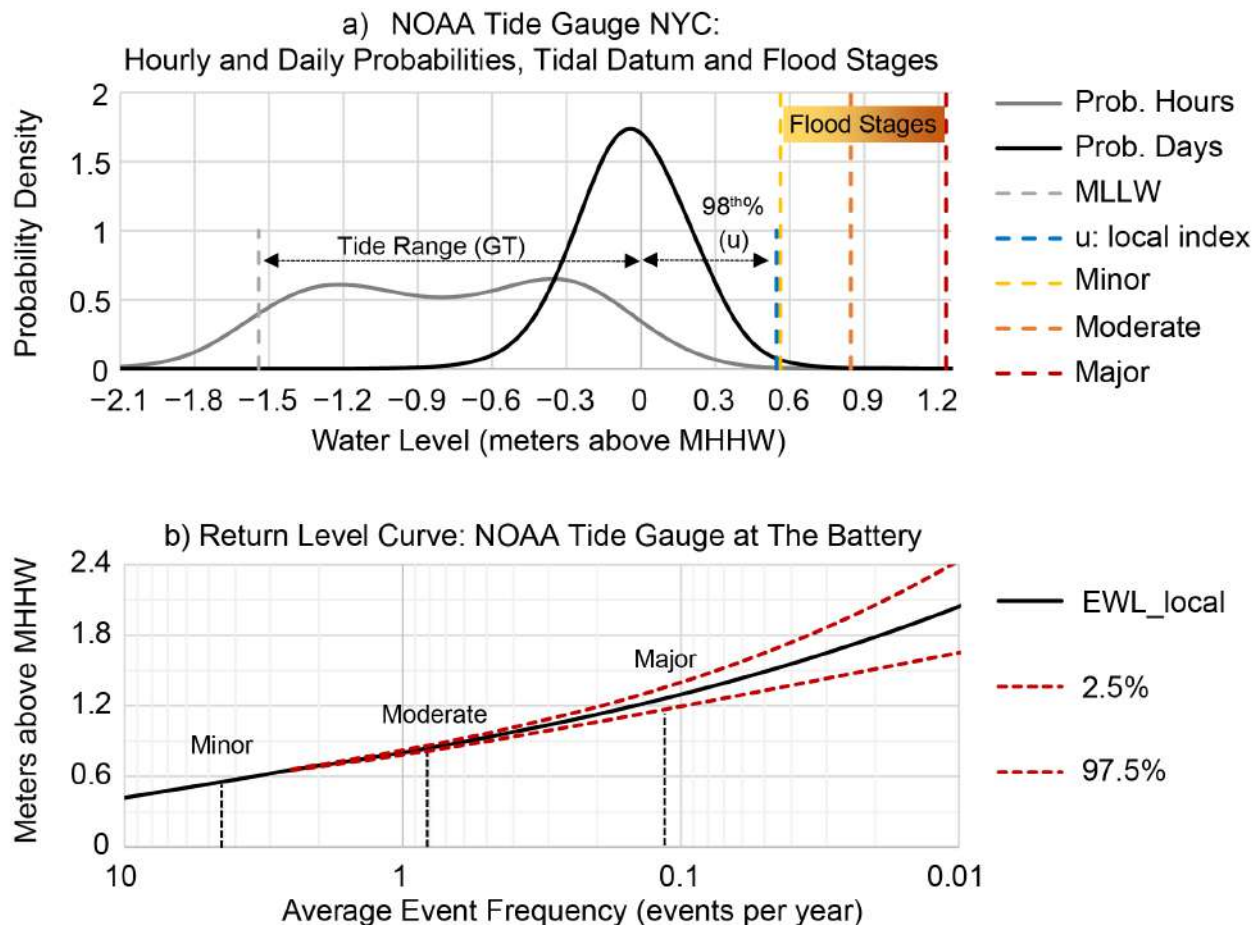 a) NOAA Tide Gauge NYC:
Hourly and Daily Probabilities, Tidal Datum and Flood Stages
Probability Density
2
1.5
1
0.5
0
Flood Stages
98th%
(u)
Tide Range (GT)
−2.1 −1.8 −1.5 −1.2 −0.9 −0.6 −0.3 0 0.3 0.6 0.9 1.2
Water Level (meters above MHHW)
Prob. Hours
Prob. Days
MLLW
u: local index
Minor
Moderate
Major
b) Return Level Curve: NOAA Tide Gauge at The Battery
Meters above MHHW
2.4
1.8
1.2
0.6
0
Minor
Moderate
Major
10 1 0.1 0.01
Average Event Frequency (events per year)
EWL_local
2.5%
97.5%